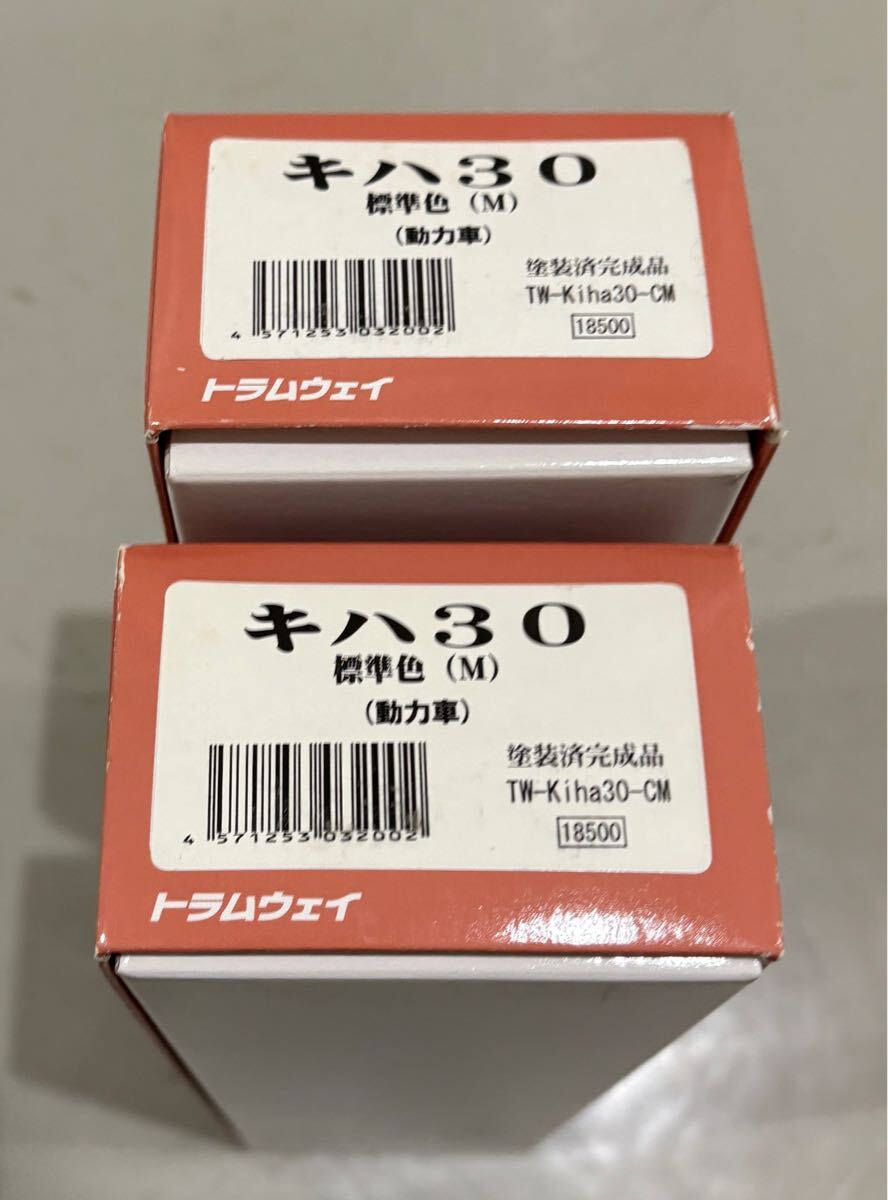 キハ３０
標準色（M）
（動力車）
塗装済完成品
TW-Kiha30-CM
18500
4 571253 032002
トラムウェイ
キハ３０
標準色（M）
（動力車）
塗装済完成品
TW-Kiha30-CM
18500
4 571253 032002
トラムウェイ